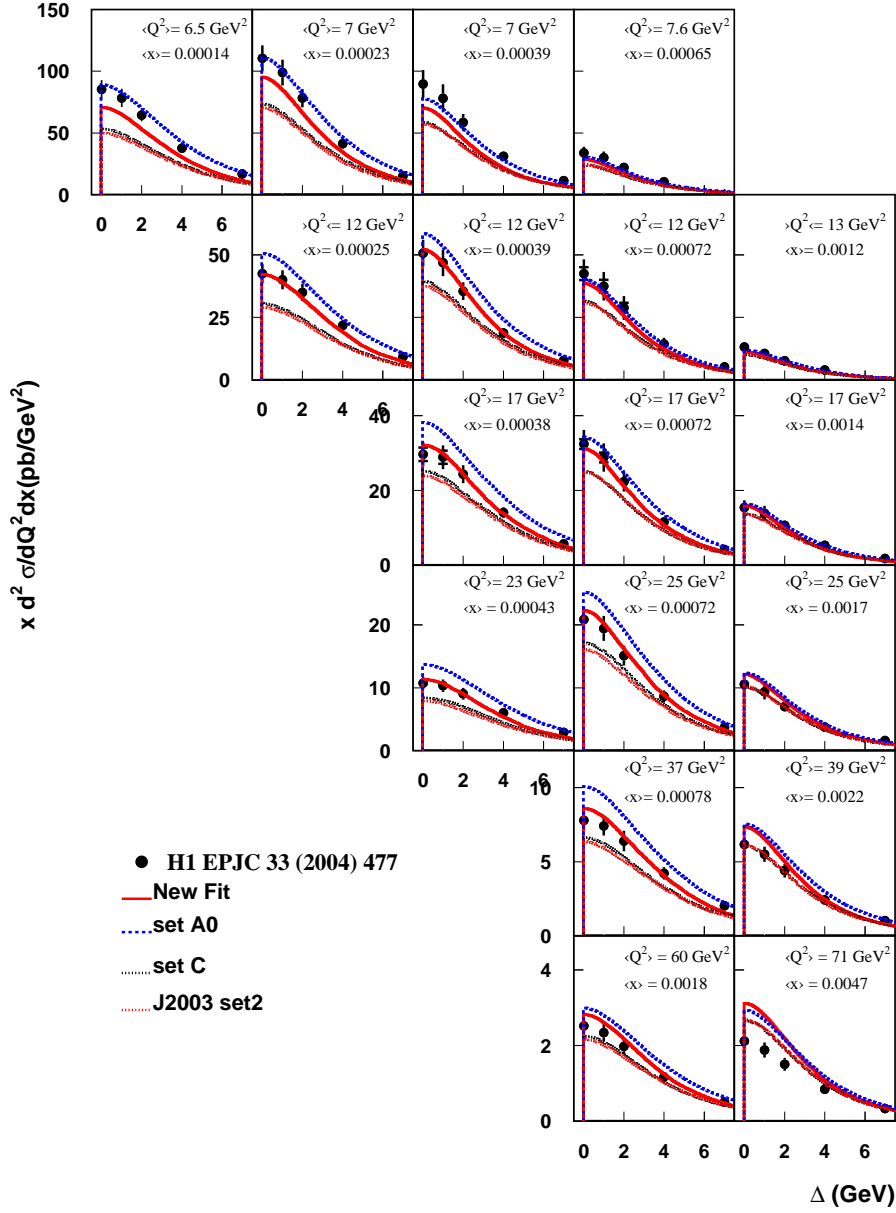 ‹Q²›= 6.5 GeV²
‹x›= 0.00014
‹Q²›= 7 GeV²
‹x›= 0.00023
‹Q²›= 7 GeV²
‹x›= 0.00039
‹Q²›= 7.6 GeV²
‹x›= 0.00065
150
100
50
0
0 2 4 6
›Q²‹= 12 GeV²
‹x›= 0.00025
‹Q²›= 12 GeV²
‹x›= 0.00039
‹Q²›= 12 GeV²
‹x›= 0.00072
‹Q²›= 13 GeV²
‹x›= 0.0012
50
25
0
0 2 4 6
‹Q²›= 17 GeV²
‹x›= 0.00038
‹Q²›= 17 GeV²
‹x›= 0.00072
‹Q²›= 17 GeV²
‹x›= 0.0014
40
20
0
‹Q²›= 23 GeV²
‹x› = 0.00043
‹Q²›= 25 GeV²
‹x› = 0.00072
‹Q²›= 25 GeV²
‹x›= 0.0017
20
10
0
0 2 4 6
‹Q²›= 37 GeV²
‹x›= 0.00078
‹Q²›= 39 GeV²
‹x›= 0.0022
10
5
0
‹Q²› = 60 GeV²
‹x› = 0.0018
‹Q²› = 71 GeV²
‹x› = 0.0047
4
2
0
0 2 4 6
0 2 4 6
x d² σ/dQ²dx(pb/GeV²)
H1 EPJC 33 (2004) 477
New Fit
set A0
set C
J2003 set2
Δ (GeV)